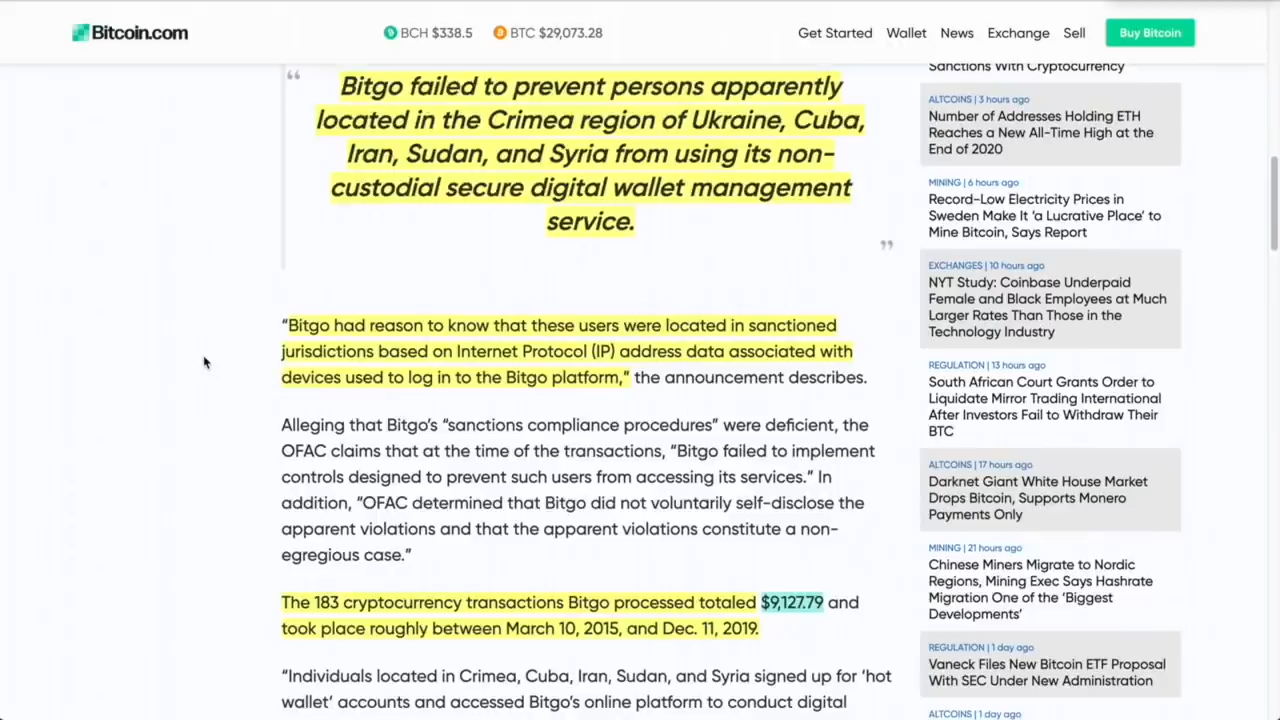 Bitcoin.com
BCH $338.5 BTC $29,073.28
Get Started Wallet News Exchange Sell Buy Bitcoin
“
Bitgo failed to prevent persons apparently
located in the Crimea region of Ukraine, Cuba,
Iran, Sudan, and Syria from using its non-
custodial secure digital wallet management
service.
”
“Bitgo had reason to know that these users were located in sanctioned
jurisdictions based on Internet Protocol (IP) address data associated with
devices used to log in to the Bitgo platform,” the announcement describes.
Alleging that Bitgo’s “sanctions compliance procedures” were deficient, the
OFAC claims that at the time of the transactions, “Bitgo failed to implement
controls designed to prevent such users from accessing its services.” In
addition, “OFAC determined that Bitgo did not voluntarily self-disclose the
apparent violations and that the apparent violations constitute a non-
egregious case.”
The 183 cryptocurrency transactions Bitgo processed totaled $9,127.79 and
took place roughly between March 10, 2015, and Dec. 11, 2019.
“Individuals located in Crimea, Cuba, Iran, Sudan, and Syria signed up for ‘hot
wallet’ accounts and accessed Bitgo’s online platform to conduct digital
Sanctions With Cryptocurrency
ALTCOINS | 3 hours ago
Number of Addresses Holding ETH
Reaches a New All-Time High at the
End of 2020
MINING | 6 hours ago
Record-Low Electricity Prices in
Sweden Make It ‘a Lucrative Place’ to
Mine Bitcoin, Says Report
EXCHANGES | 10 hours ago
NYT Study: Coinbase Underpaid
Female and Black Employees at Much
Larger Rates Than Those in the
Technology Industry
REGULATION | 13 hours ago
South African Court Grants Order to
Liquidate Mirror Trading International
After Investors Fail to Withdraw Their
BTC
ALTCOINS | 17 hours ago
Darknet Giant White House Market
Drops Bitcoin, Supports Monero
Payments Only
MINING | 21 hours ago
Chinese Miners Migrate to Nordic
Regions, Mining Exec Says Hashrate
Migration One of the ‘Biggest
Developments’
REGULATION | 1 day ago
Vaneck Files New Bitcoin ETF Proposal
With SEC Under New Administration
ALTCOINS | 1 day ago